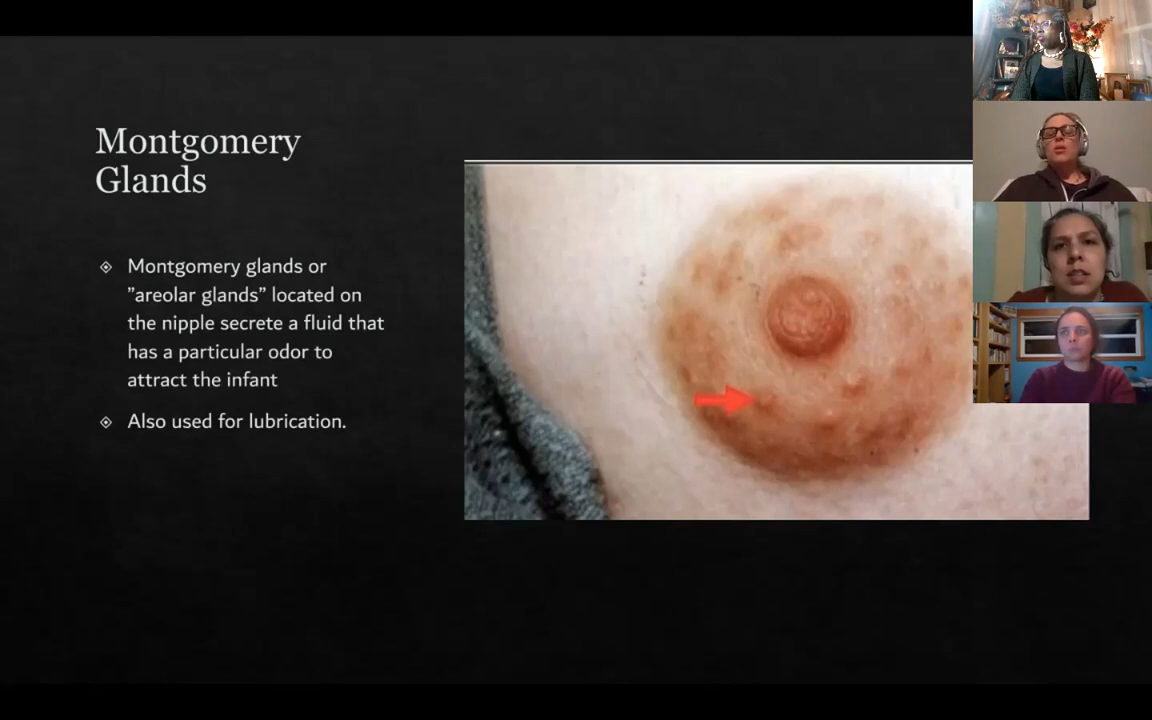 Montgomery
Glands
Montgomery glands or
”areolar glands” located on
the nipple secrete a fluid that
has a particular odor to
attract the infant
Also used for lubrication.